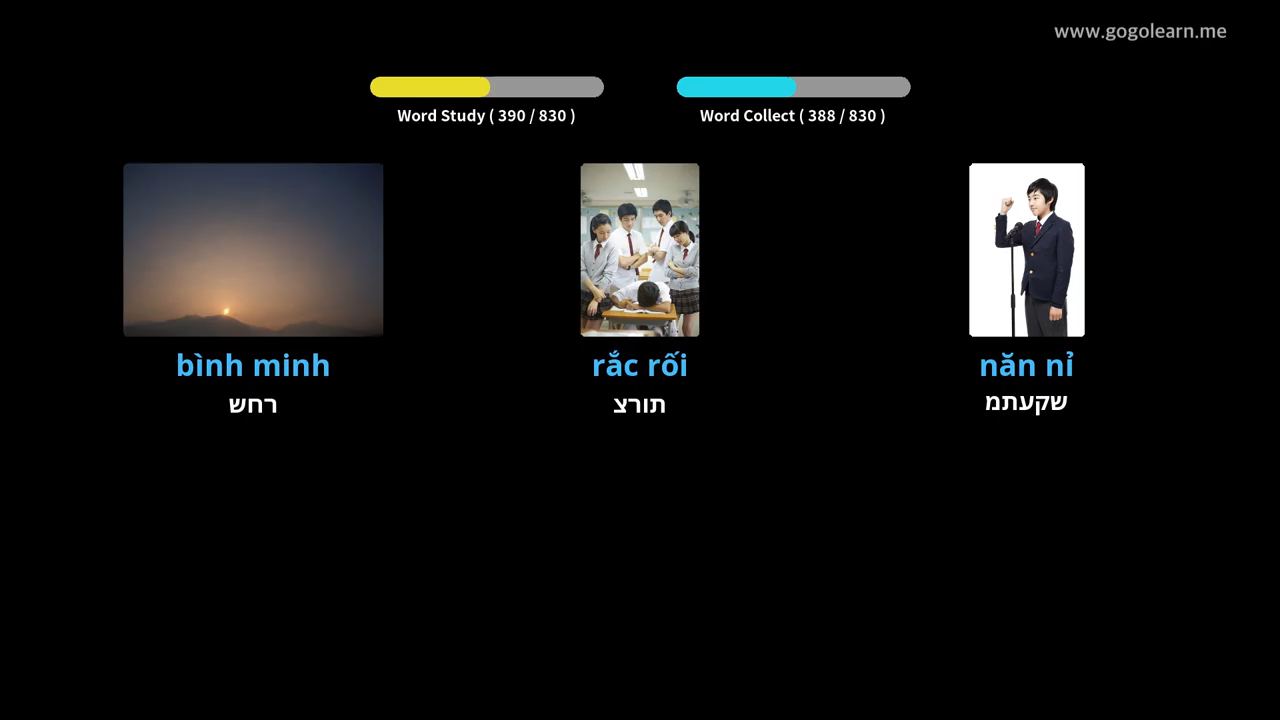 www.gogolearn.me
Word Study ( 390 / 830 )
Word Collect ( 388 / 830 )
bình minh
רחש
rắc rối
תורצ
năn nỉ
שקעתמ